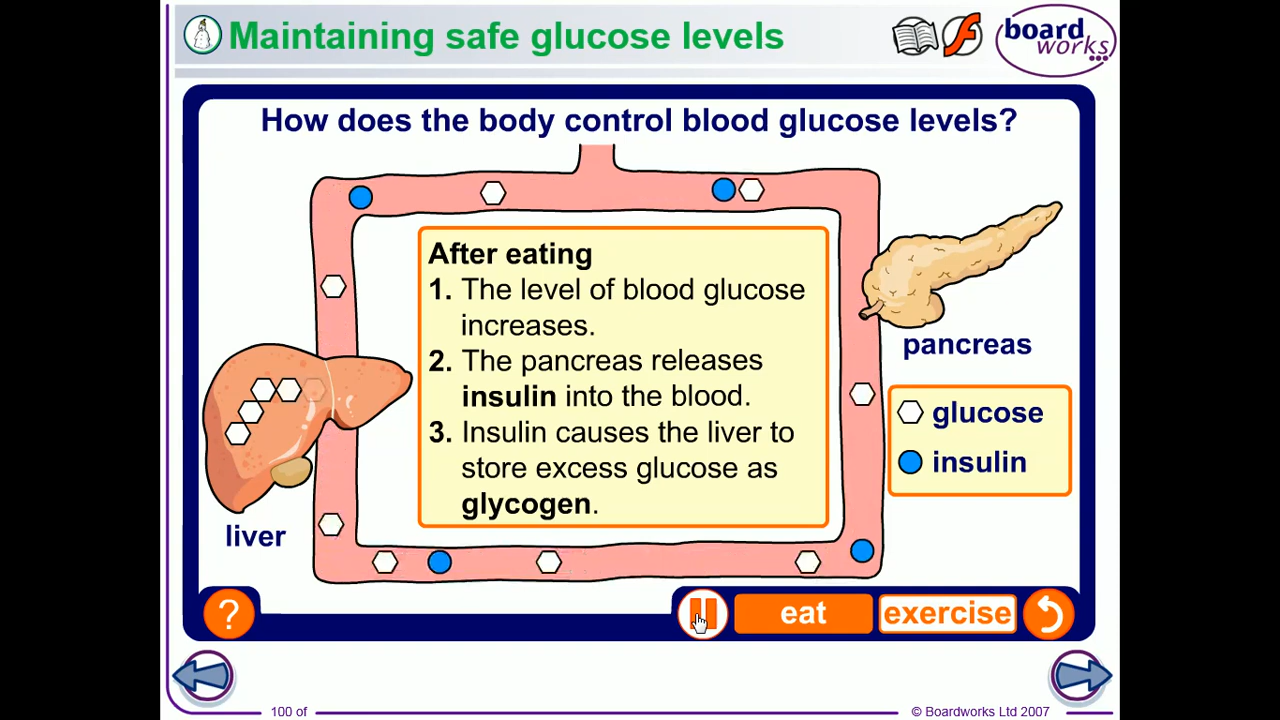 Maintaining safe glucose levels
board
works
How does the body control blood glucose levels?
After eating
1. The level of blood glucose
increases.
2. The pancreas releases
insulin into the blood.
3. Insulin causes the liver to
store excess glucose as
glycogen.
pancreas
glucose
insulin
liver
?
eat
exercise
100 of
© Boardworks Ltd 2007